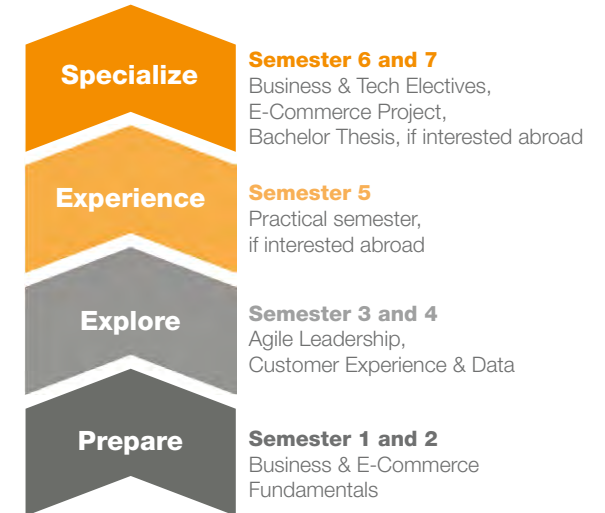 Specialize
Semester 6 and 7
Business & Tech Electives,
E-Commerce Project,
Bachelor Thesis, if interested abroad
Experience
Semester 5
Practical semester,
if interested abroad
Explore
Semester 3 and 4
Agile Leadership,
Customer Experience & Data
Prepare
Semester 1 and 2
Business & E-Commerce
Fundamentals